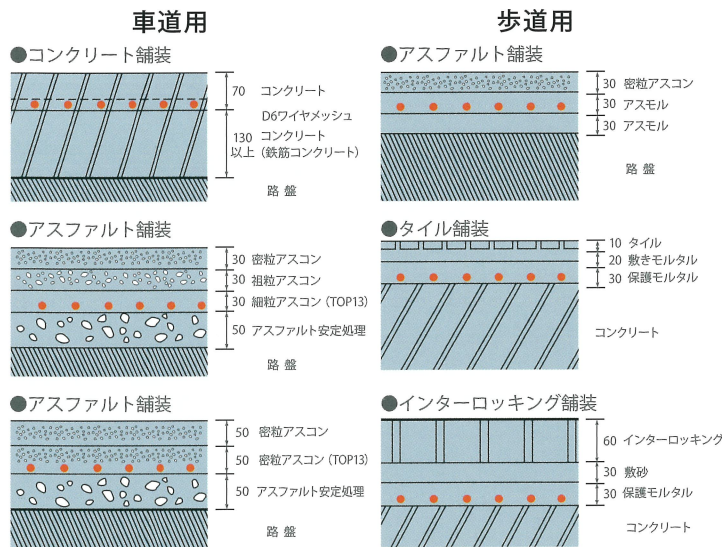 車道用
●コンクリート舗装
70 コンクリート
D6ワイヤメッシュ
130 コンクリート
以上 (鉄筋コンクリート)
路盤
●アスファルト舗装
30 密粒アスコン
30 祖粒アスコン
30 細粒アスコン (TOP13)
50 アスファルト安定処理
路盤
●アスファルト舗装
50 密粒アスコン
50 密粒アスコン (TOP13)
50 アスファルト安定処理
路盤
歩道用
●アスファルト舗装
30 密粒アスコン
30 アスモル
30 アスモル
路盤
●タイル舗装
10 タイル
20 敷きモルタル
30 保護モルタル
コンクリート
●インターロッキング舗装
60 インターロッキング
30 敷砂
30 保護モルタル
コンクリート